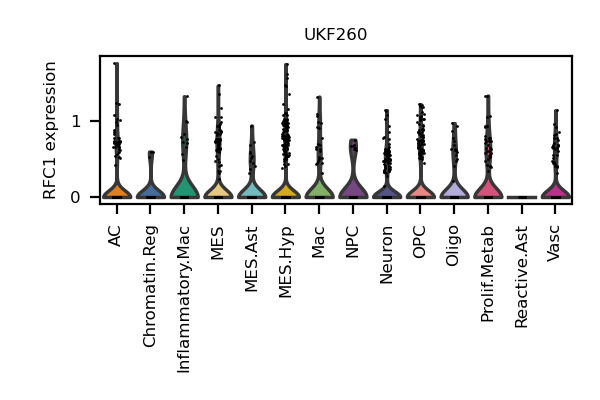 UKF260
RFC1 expression
1
0
AC
Chromatin.Reg
Inflammatory.Mac
MES
MES.Ast
MES.Hyp
Mac
NPC
Neuron
OPC
Oligo
Prolif.Metab
Reactive.Ast
Vasc